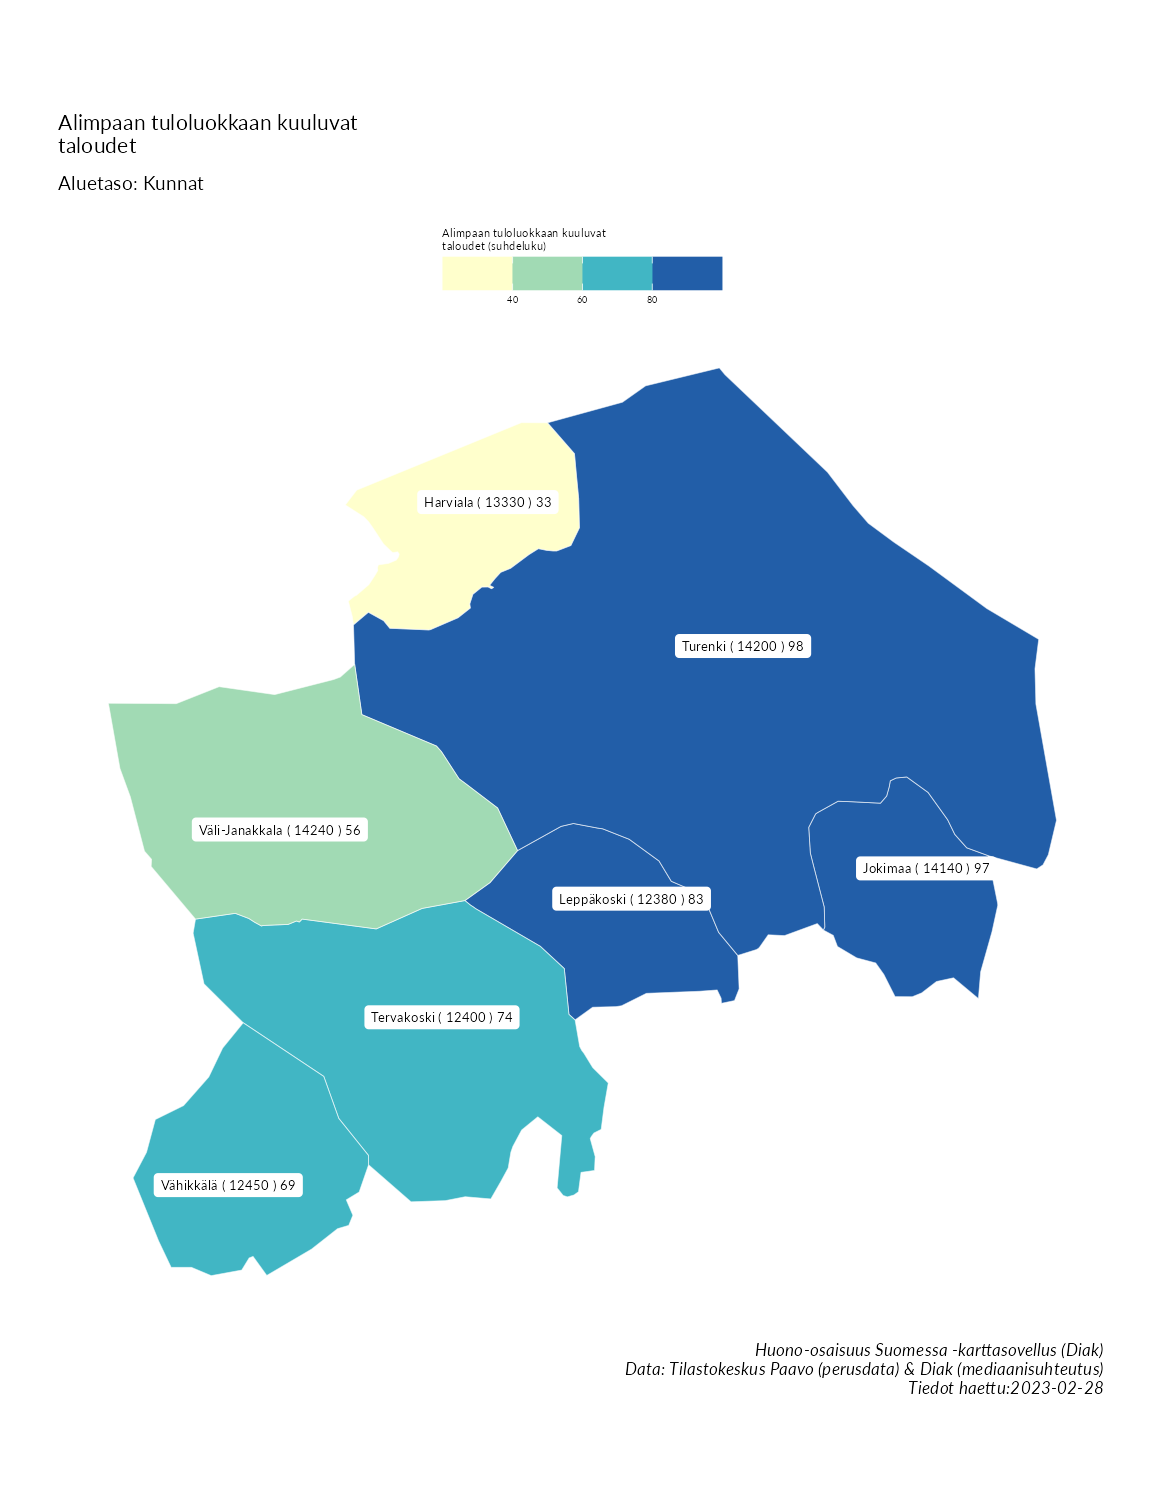 Alimpaan tuloluokkaan kuuluvat
taloudet
Aluetaso: Kunnat
Alimpaan tuloluokkaan kuuluvat
taloudet (suhdeluku)
40 60 80
Harviala ( 13330 ) 33
Turenki ( 14200 ) 98
Väli-Janakkala ( 14240 ) 56
Jokimaa ( 14140 ) 97
Leppäkoski ( 12380 ) 83
Tervakoski ( 12400 ) 74
Vähikkälä ( 12450 ) 69
Huono-osaisuus Suomessa -karttasovellus (Diak)
Data: Tilastokeskus Paavo (perusdata) & Diak (mediaanisuhteutus)
Tiedot haettu:2023-02-28